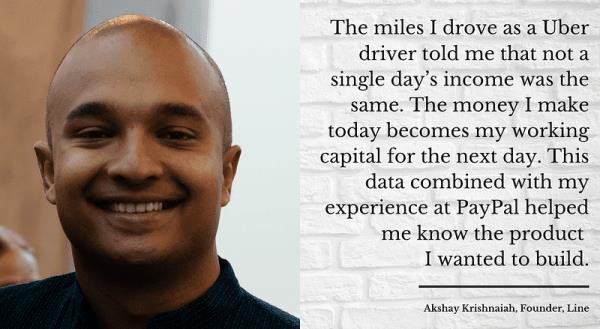 The miles I drove as a Uber
driver told me that not a
single day’s income was the
same. The money I make
today becomes my working
capital for the next day. This
data combined with my
experience at PayPal helped
me know the product
I wanted to build.
Akshay Krishnaiah, Founder, Line